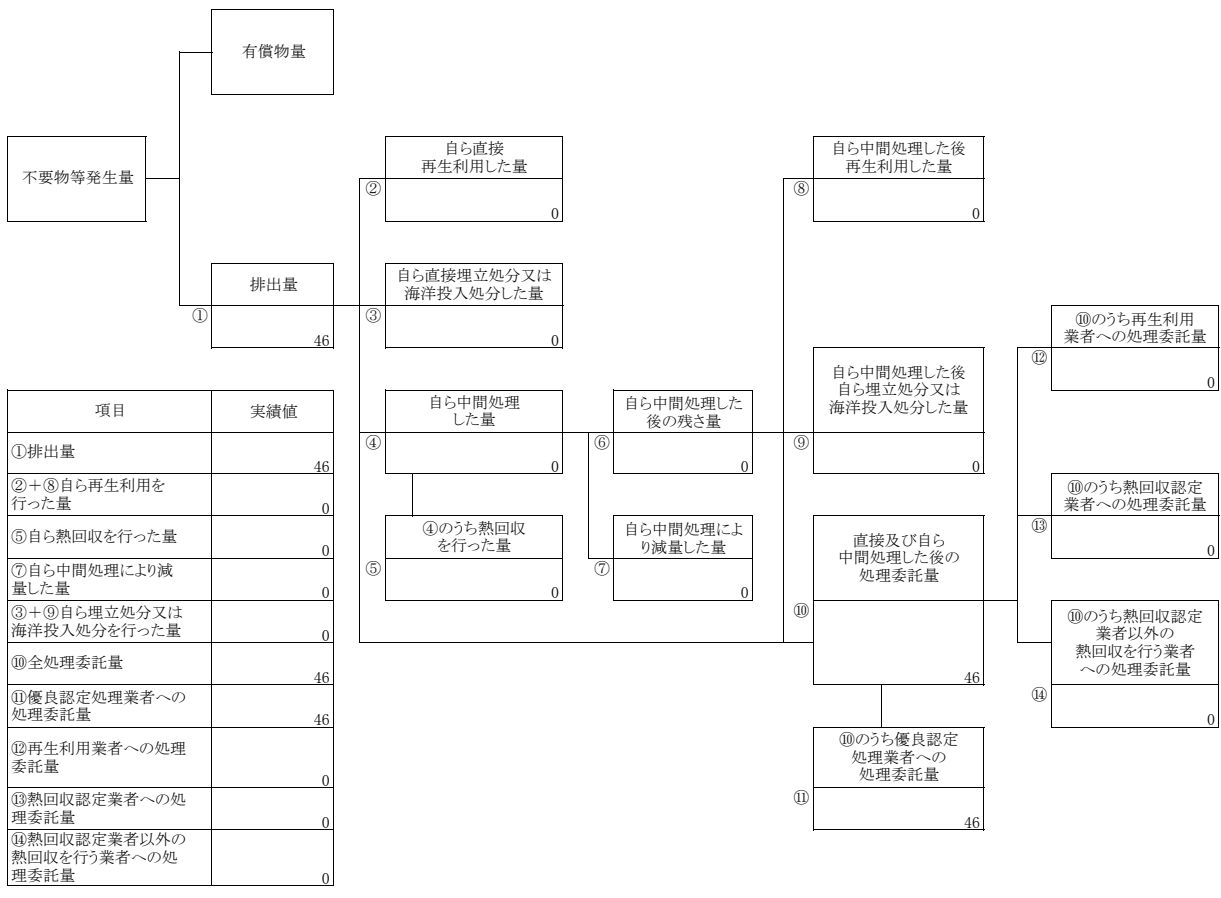 有償物量
不要物等発生量
排出量
①
46
自ら直接
再生利用した量
②
0
自ら直接埋立処分又は
海洋投入処分した量
③
0
自ら中間処理
した量
④
0
④のうち熱回収
を行った量
⑤
0
自ら中間処理した
後の残さ量
⑥
0
自ら中間処理によ
り減量した量
⑦
0
自ら中間処理した後
再生利用した量
⑧
0
自ら中間処理した後
自ら埋立処分又は
海洋投入処分した量
⑨
0
直接及び自ら
中間処理した後の
処理委託量
⑩
46
⑩のうち優良認定
処理業者への
処理委託量
⑪
46
⑩のうち再生利用
業者への処理委託量
⑫
0
⑩のうち熱回収認定
業者への処理委託量
⑬
0
⑩のうち熱回収認定
業者以外の
熱回収を行う業者
への処理委託量
⑭
0
項目 実績値
①排出量
46
②＋⑧自ら再生利用を
行った量
0
⑤自ら熱回収を行った量
0
⑦自ら中間処理により減
量した量
0
③＋⑨自ら埋立処分又は
海洋投入処分を行った量
0
⑩全処理委託量
46
⑪優良認定処理業者への
処理委託量
46
⑫再生利用業者への処理
委託量
0
⑬熱回収認定業者への処
理委託量
0
⑭熱回収認定業者以外の
熱回収を行う業者への処
理委託量
0